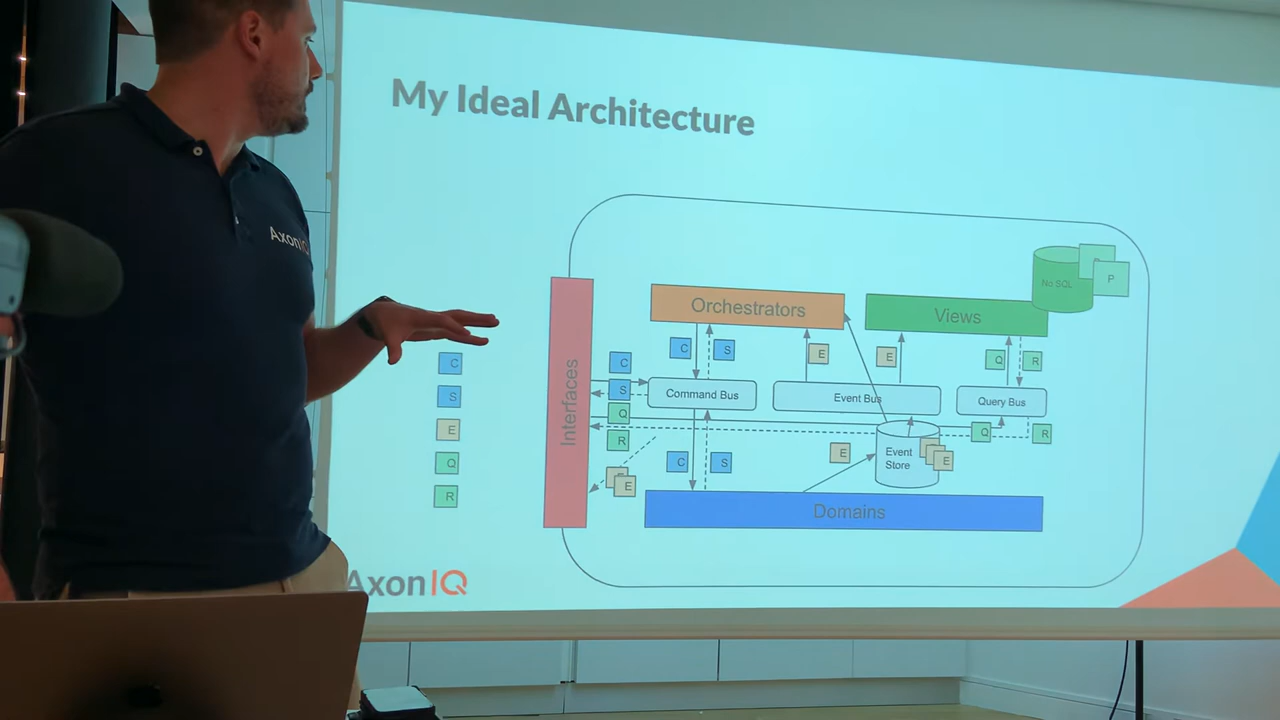 My Ideal Architecture
AxonIQ
No SQL
P
Orchestrators
Views
Interfaces
C
S
E
E
Q
R
C
C
S
Command Bus
Event Bus
Query Bus
S
Q
R
Q
R
E
Event
Store
E
C
S
E
Q
E
R
Domains
AxonIQ